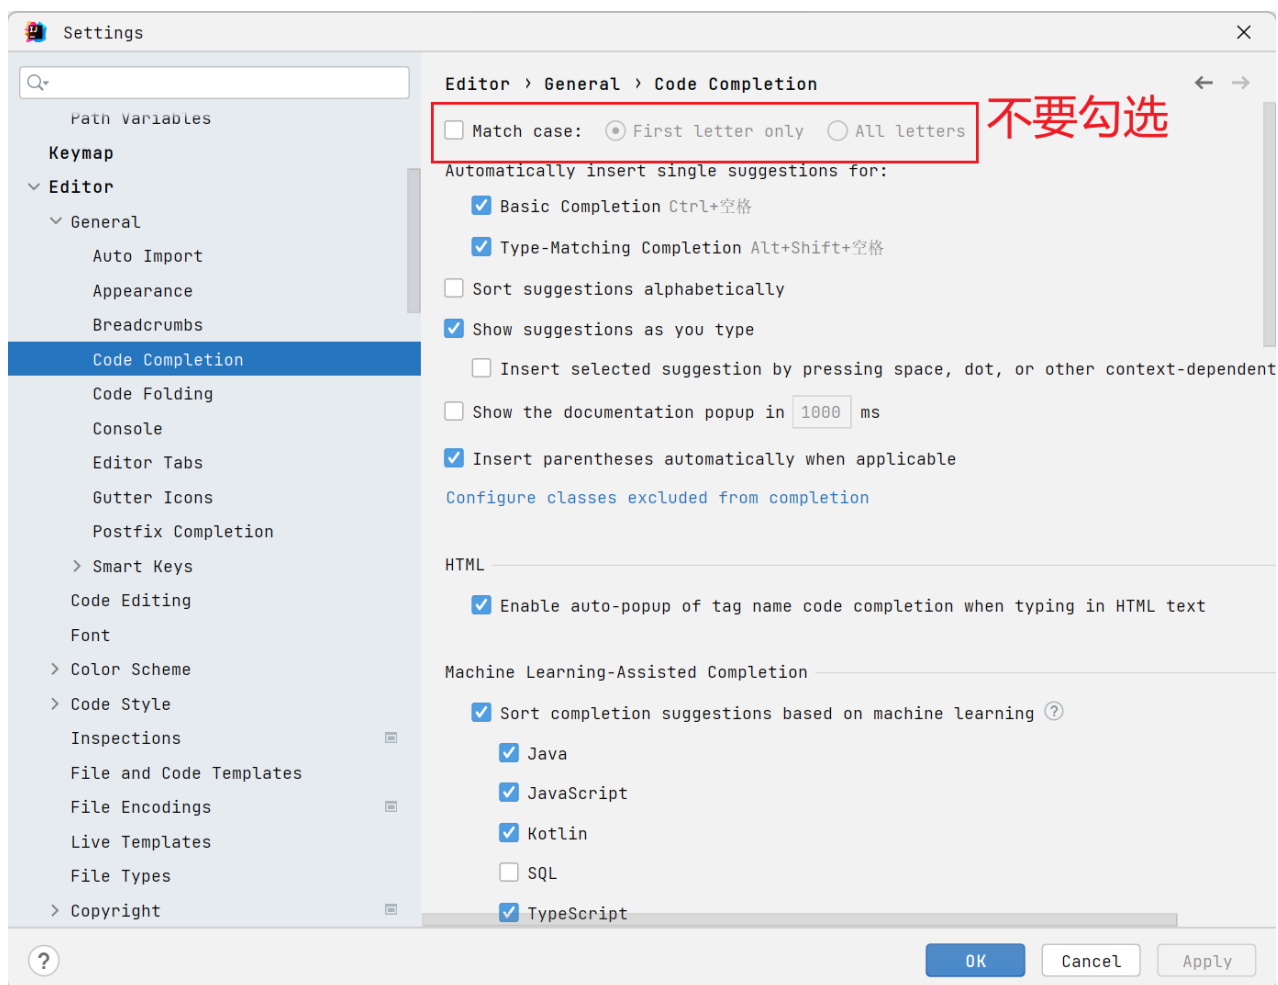 Settings
Path Variables
Keymap
Editor
General
Auto Import
Appearance
Breadcrumbs
Code Completion
Code Folding
Console
Editor Tabs
Gutter Icons
Postfix Completion
Smart Keys
Code Editing
Font
Color Scheme
Code Style
Inspections
File and Code Templates
File Encodings
Live Templates
File Types
Copyright
Editor › General › Code Completion
Match case: First letter only All letters
不要勾选
Automatically insert single suggestions for:
Basic Completion Ctrl+空格
Type-Matching Completion Alt+Shift+空格
Sort suggestions alphabetically
Show suggestions as you type
Insert selected suggestion by pressing space, dot, or other context-dependent
Show the documentation popup in 1000 ms
Insert parentheses automatically when applicable
Configure classes excluded from completion
HTML
Enable auto-popup of tag name code completion when typing in HTML text
Machine Learning-Assisted Completion
Sort completion suggestions based on machine learning ?
Java
JavaScript
Kotlin
SQL
TypeScript
? OK Cancel Apply